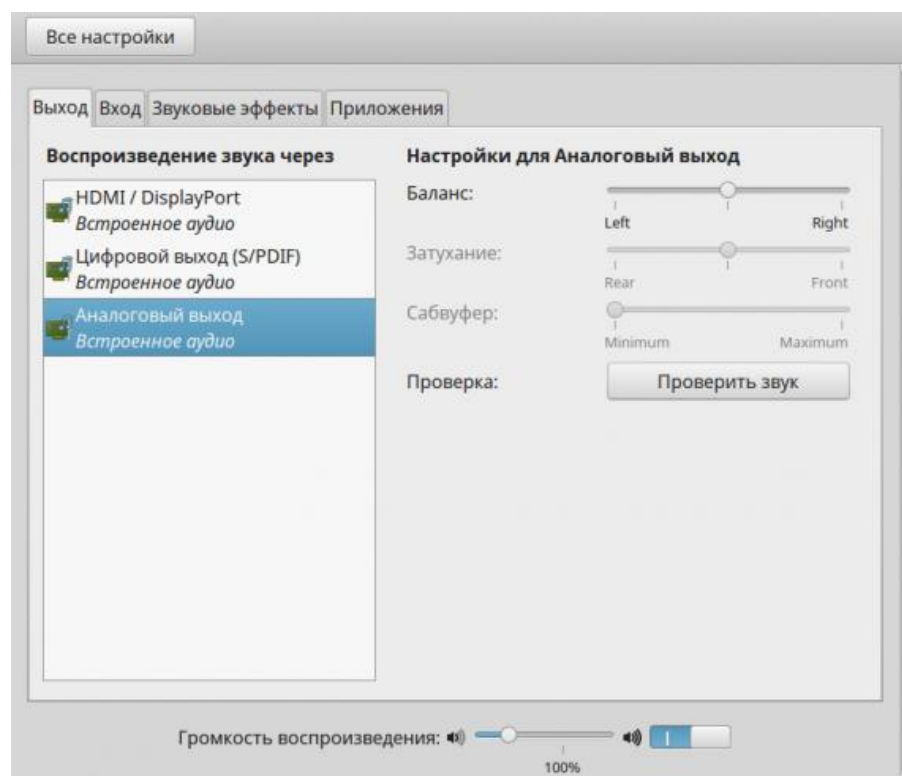 Все настройки
Выход Вход Звуковые эффекты Приложения
Воспроизведение звука через
HDMI / DisplayPort
Встроенное аудио
Цифровой выход (S/PDIF)
Встроенное аудио
Аналоговый выход
Встроенное аудио
Настройки для Аналоговый выход
Баланс:
Left Right
Затухание:
Rear Front
Сабвуфер:
Minimum Maximum
Проверка: Проверить звук
Громкость воспроизведения:
100%